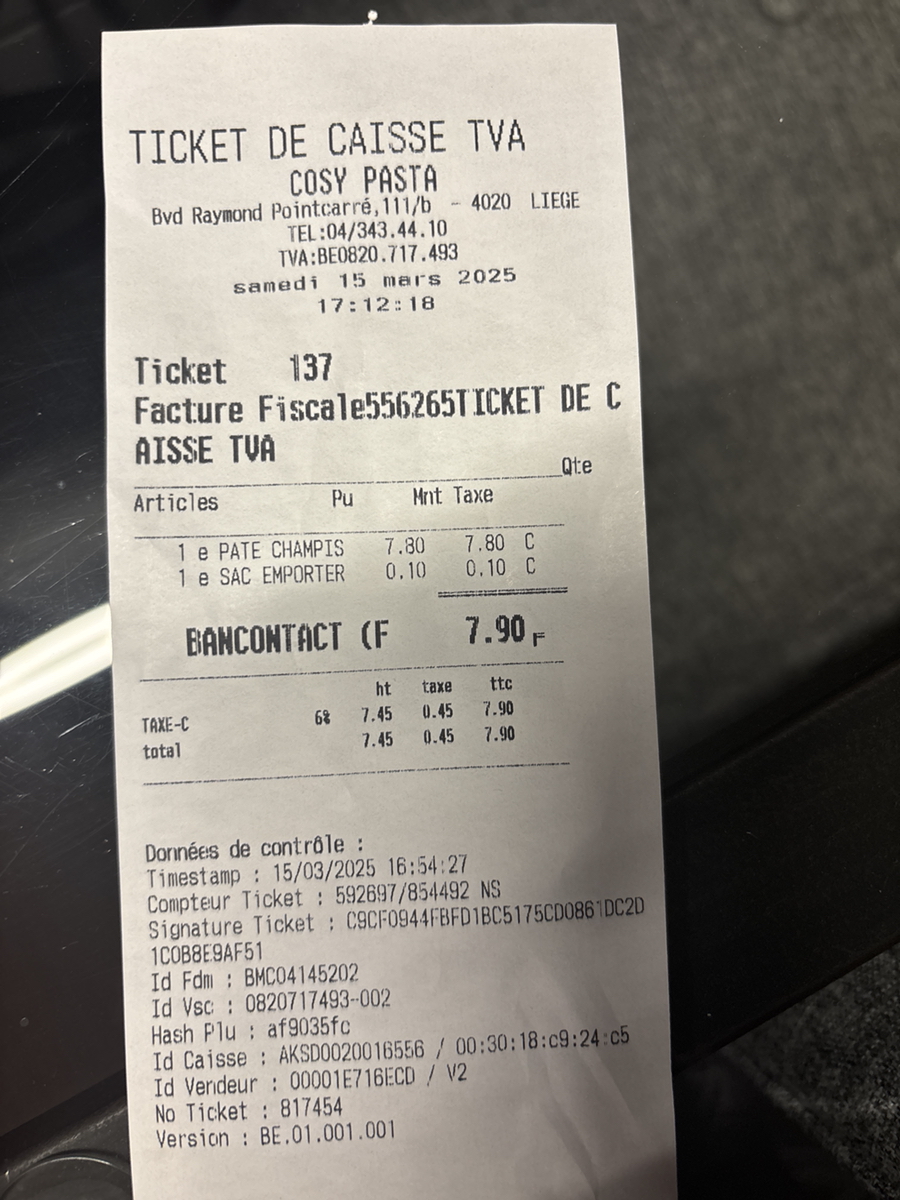 TICKET DE CAISSE TVA
COSY PASTA
Bvd Raymond Pointcarré,111/b - 4020 LIEGE
TEL:04/343.44.10
TVA:BE0820.717.493
samedi 15 mars 2025
17:12:18
Ticket 137
Facture Fiscale556265TICKET DE C
AISSE TVA
Qte
Articles Pu Mnt Taxe
1 e PATE CHAMPIS 7.80 7.80 C
1 e SAC EMPORTER 0.10 0.10 C
BANCONTACT (F 7.90 F
ht taxe ttc
TAXE-C 6% 7.45 0.45 7.90
total 7.45 0.45 7.90
Données de contrôle :
Timestamp : 15/03/2025 16:54:27
Compteur Ticket : 592697/854492 NS
Signature Ticket : C9CF0944FBFD1BC5175CD0861DC2D
1C0B8E9AF51
Id Fdm : BMC04145202
Id Vsc : 0820717493-002
Hash Plu : af9035fc
Id Caisse : AKSD0020016556 / 00:30:18:c9:24:c5
Id Vendeur : 00001E716ECD / V2
No Ticket : 817454
Version : BE.01.001.001